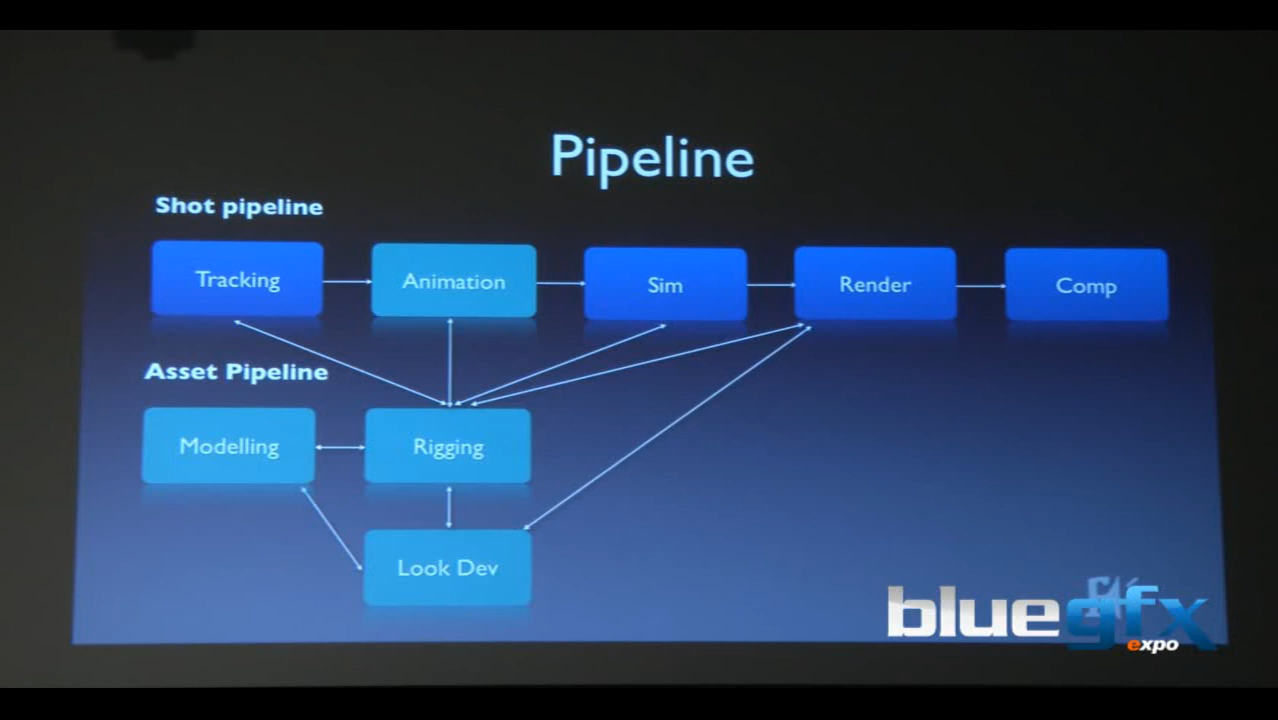 Pipeline
Shot pipeline
Tracking
Animation
Sim
Render
Comp
Asset Pipeline
Modelling
Rigging
Look Dev
bluegfx
expo